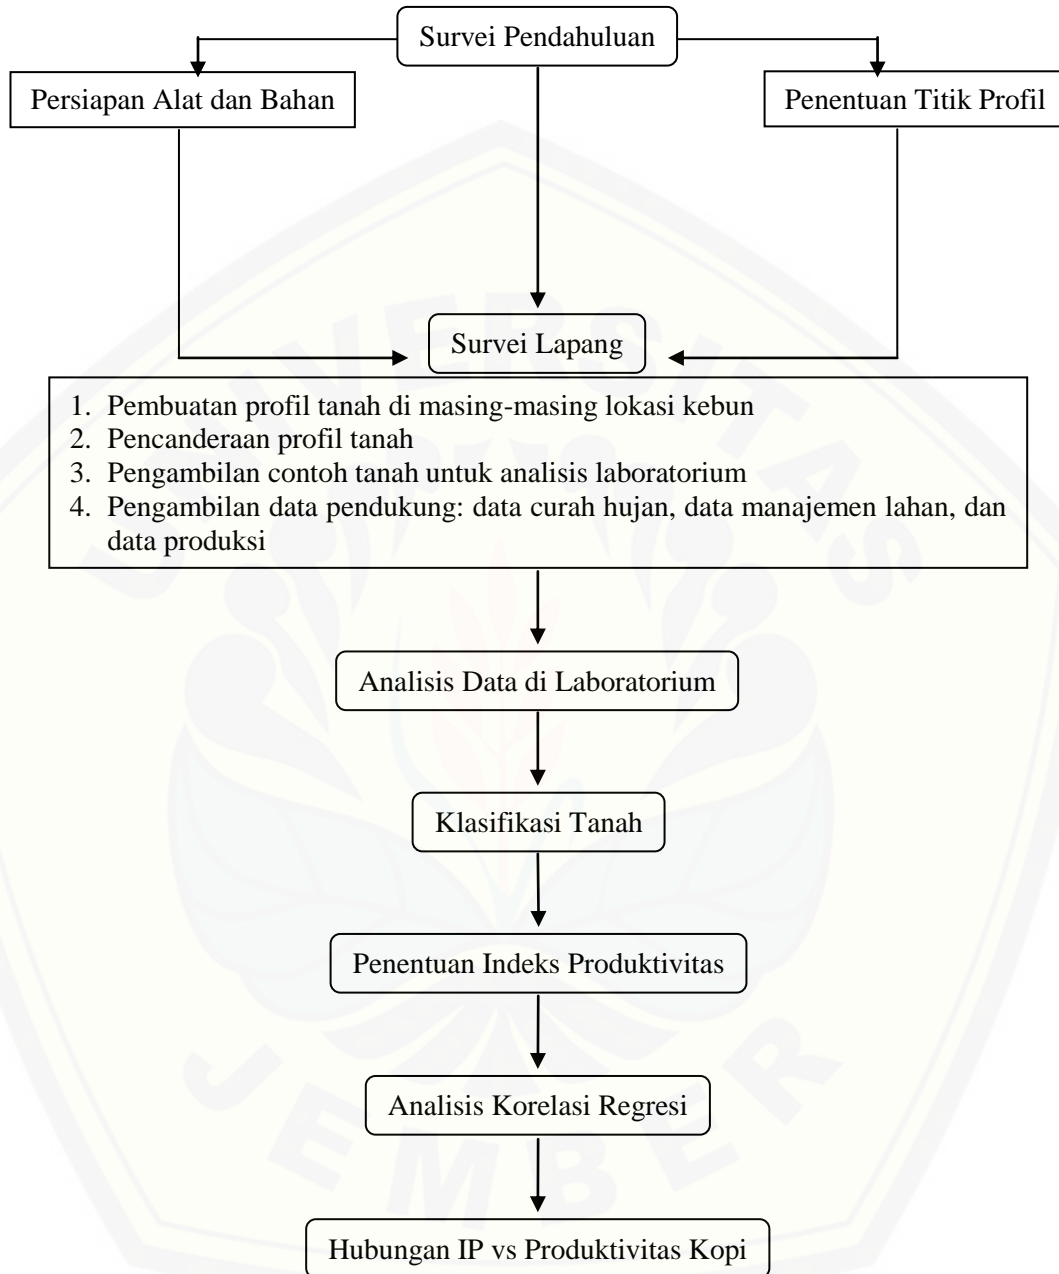 Survei Pendahuluan
Persiapan Alat dan Bahan
Penentuan Titik Profil
Survei Lapang
1. Pembuatan profil tanah di masing-masing lokasi kebun
2. Pencanderaan profil tanah
3. Pengambilan contoh tanah untuk analisis laboratorium
4. Pengambilan data pendukung: data curah hujan, data manajemen lahan, dan
data produksi
Analisis Data di Laboratorium
Klasifikasi Tanah
Penentuan Indeks Produktivitas
Analisis Korelasi Regresi
Hubungan IP vs Produktivitas Kopi
UNIVERSITAS
JEMBER